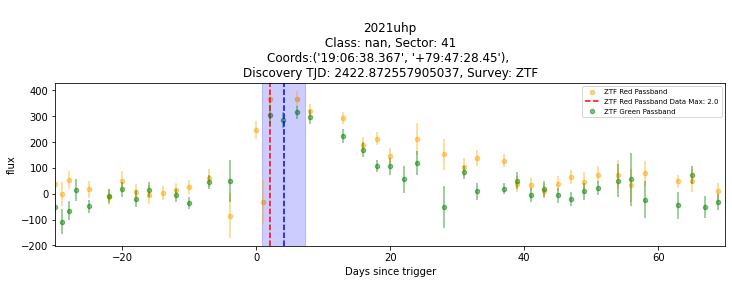 2021uhp
Class: nan, Sector: 41
Coords:('19:06:38.367', '+79:47:28.45'),
Discovery TJD: 2422.872557905037, Survey: ZTF
ZTF Red Passband
ZTF Red Passband Data Max: 2.0
ZTF Green Passband
flux
400
300
200
100
0
−100
−200
−20
0
20
40
60
Days since trigger